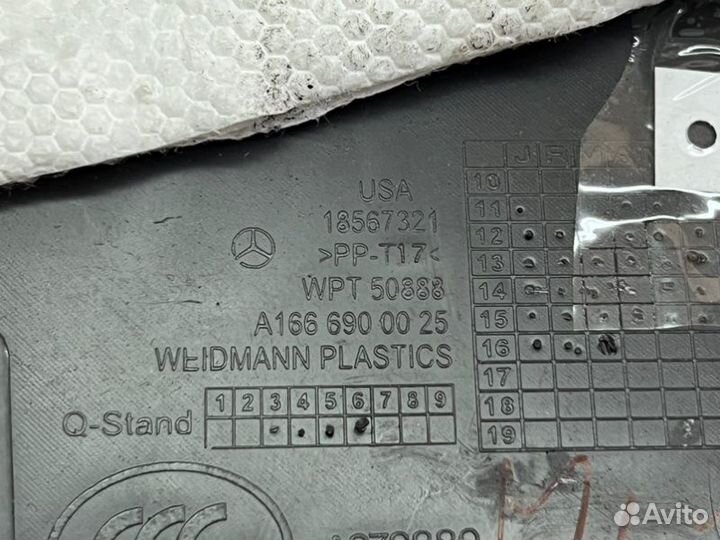 USA
18567321
>PP-T17<
WPT 50888
A166 690 00 25
WEIDMANN PLASTICS
Q-Stand
1 2 3 4 5 6 7 8 9
J F M A
10
11
12
13
14
15
16
17
18
19
CCC
Avito